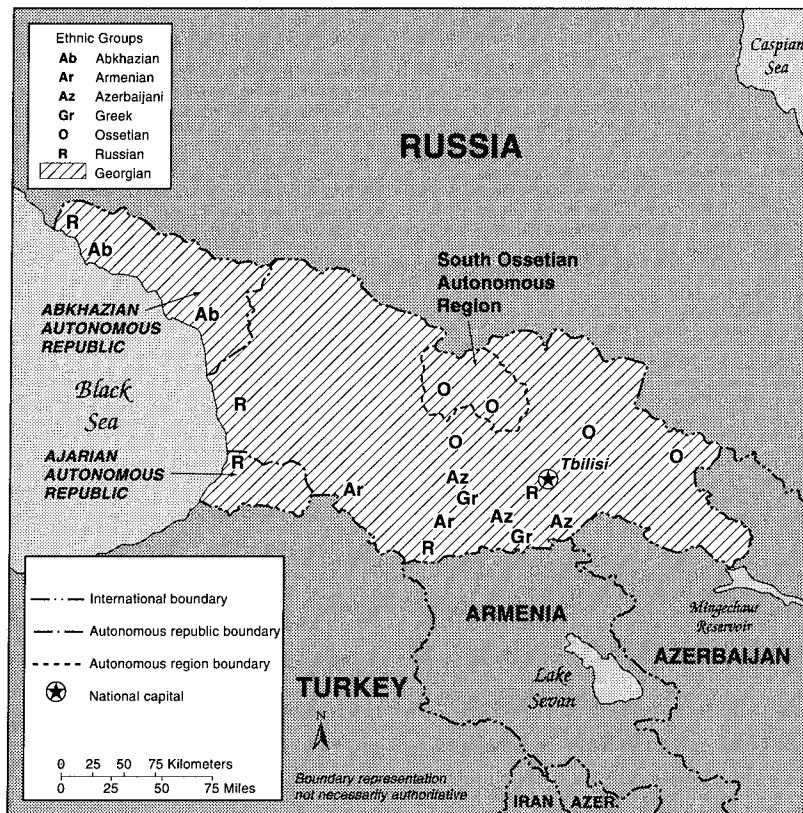 Ethnic Groups
Ab Abkhazian
Ar Armenian
Az Azerbaijani
Gr Greek
O Ossetian
R Russian
Georgian
Caspian
Sea
RUSSIA
R
Ab
South Ossetian
Autonomous
Region
ABKHAZIAN
AUTONOMOUS
REPUBLIC
Ab
Black
Sea
R
O
O
O
O
O
AJARIAN
AUTONOMOUS
REPUBLIC
R
Tbilisi
Ar
Az
Gr
R
Ar
Az
Az
R
Gr
International boundary
Autonomous republic boundary
Autonomous region boundary
National capital
0 25 50 75 Kilometers
0 25 50 75 Miles
ARMENIA
Mingechaur
Reservoir
AZERBAIJAN
TURKEY
Lake
Sevan
N
Boundary representation
not necessarily authoritative
IRAN
AZER.